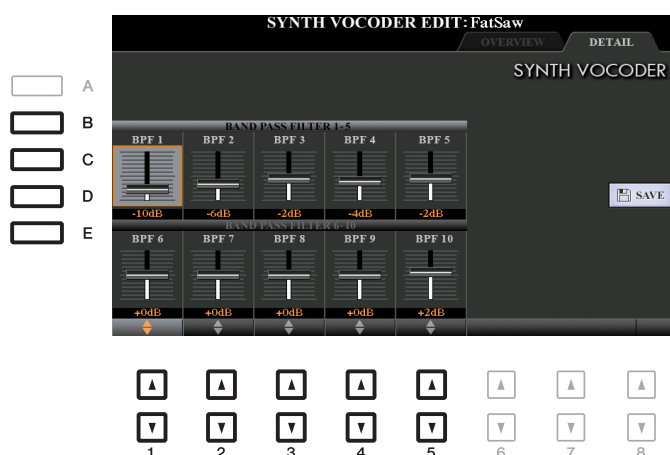 SYNTH VOCODER EDIT: FatSaw
OVERVIEW DETAIL
SYNTH VOCODER
A
B
C
D
E
BAND PASS FILTER 1-5
BPF 1 BPF 2 BPF 3 BPF 4 BPF 5
-10dB -6dB -2dB -4dB -2dB
SAVE
BAND PASS FILTER 6-10
BPF 6 BPF 7 BPF 8 BPF 9 BPF 10
+0dB +0dB +0dB +0dB +2dB
1 2 3 4 5 6 7 8